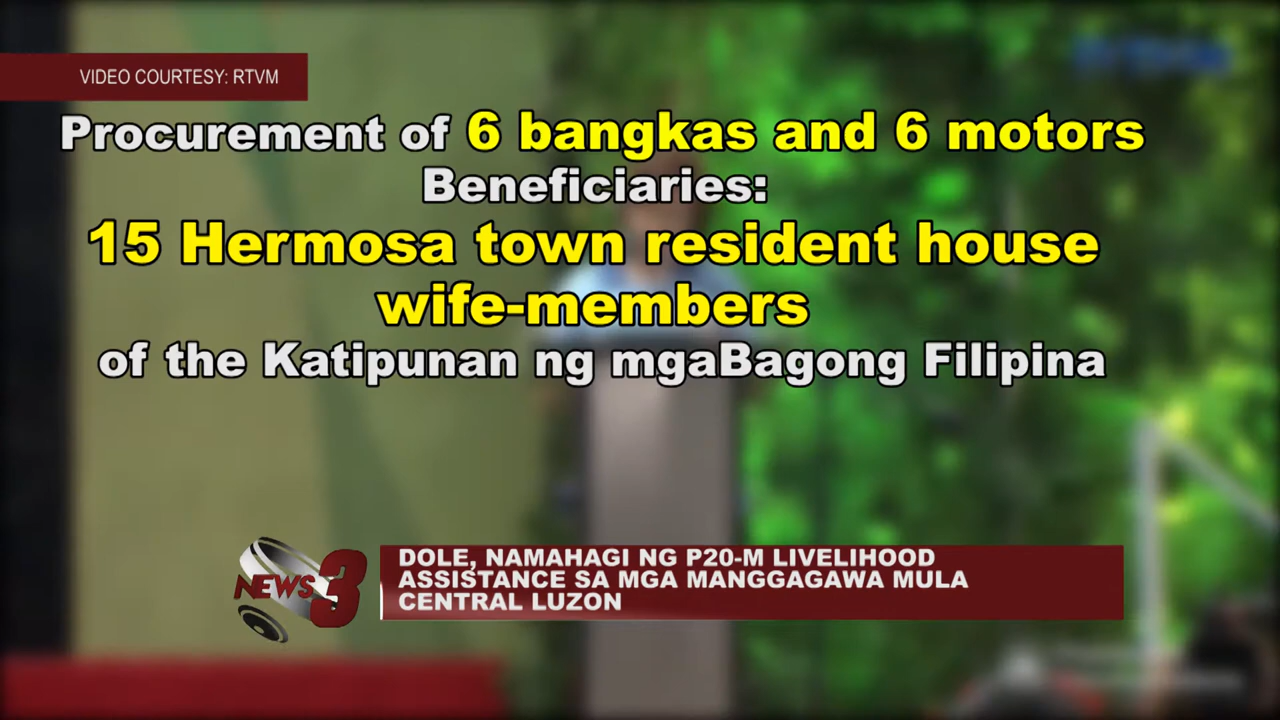 VIDEO COURTESY: RTVM
Procurement of 6 bangkas and 6 motors
Beneficiaries:
15 Hermosa town resident house
wife-members
of the Katipunan ng mgaBagong Filipina
NEWS 3
DOLE, NAMAHAGI NG P20-M LIVELIHOOD
ASSISTANCE SA MGA MANGGAGAWA MULA
CENTRAL LUZON